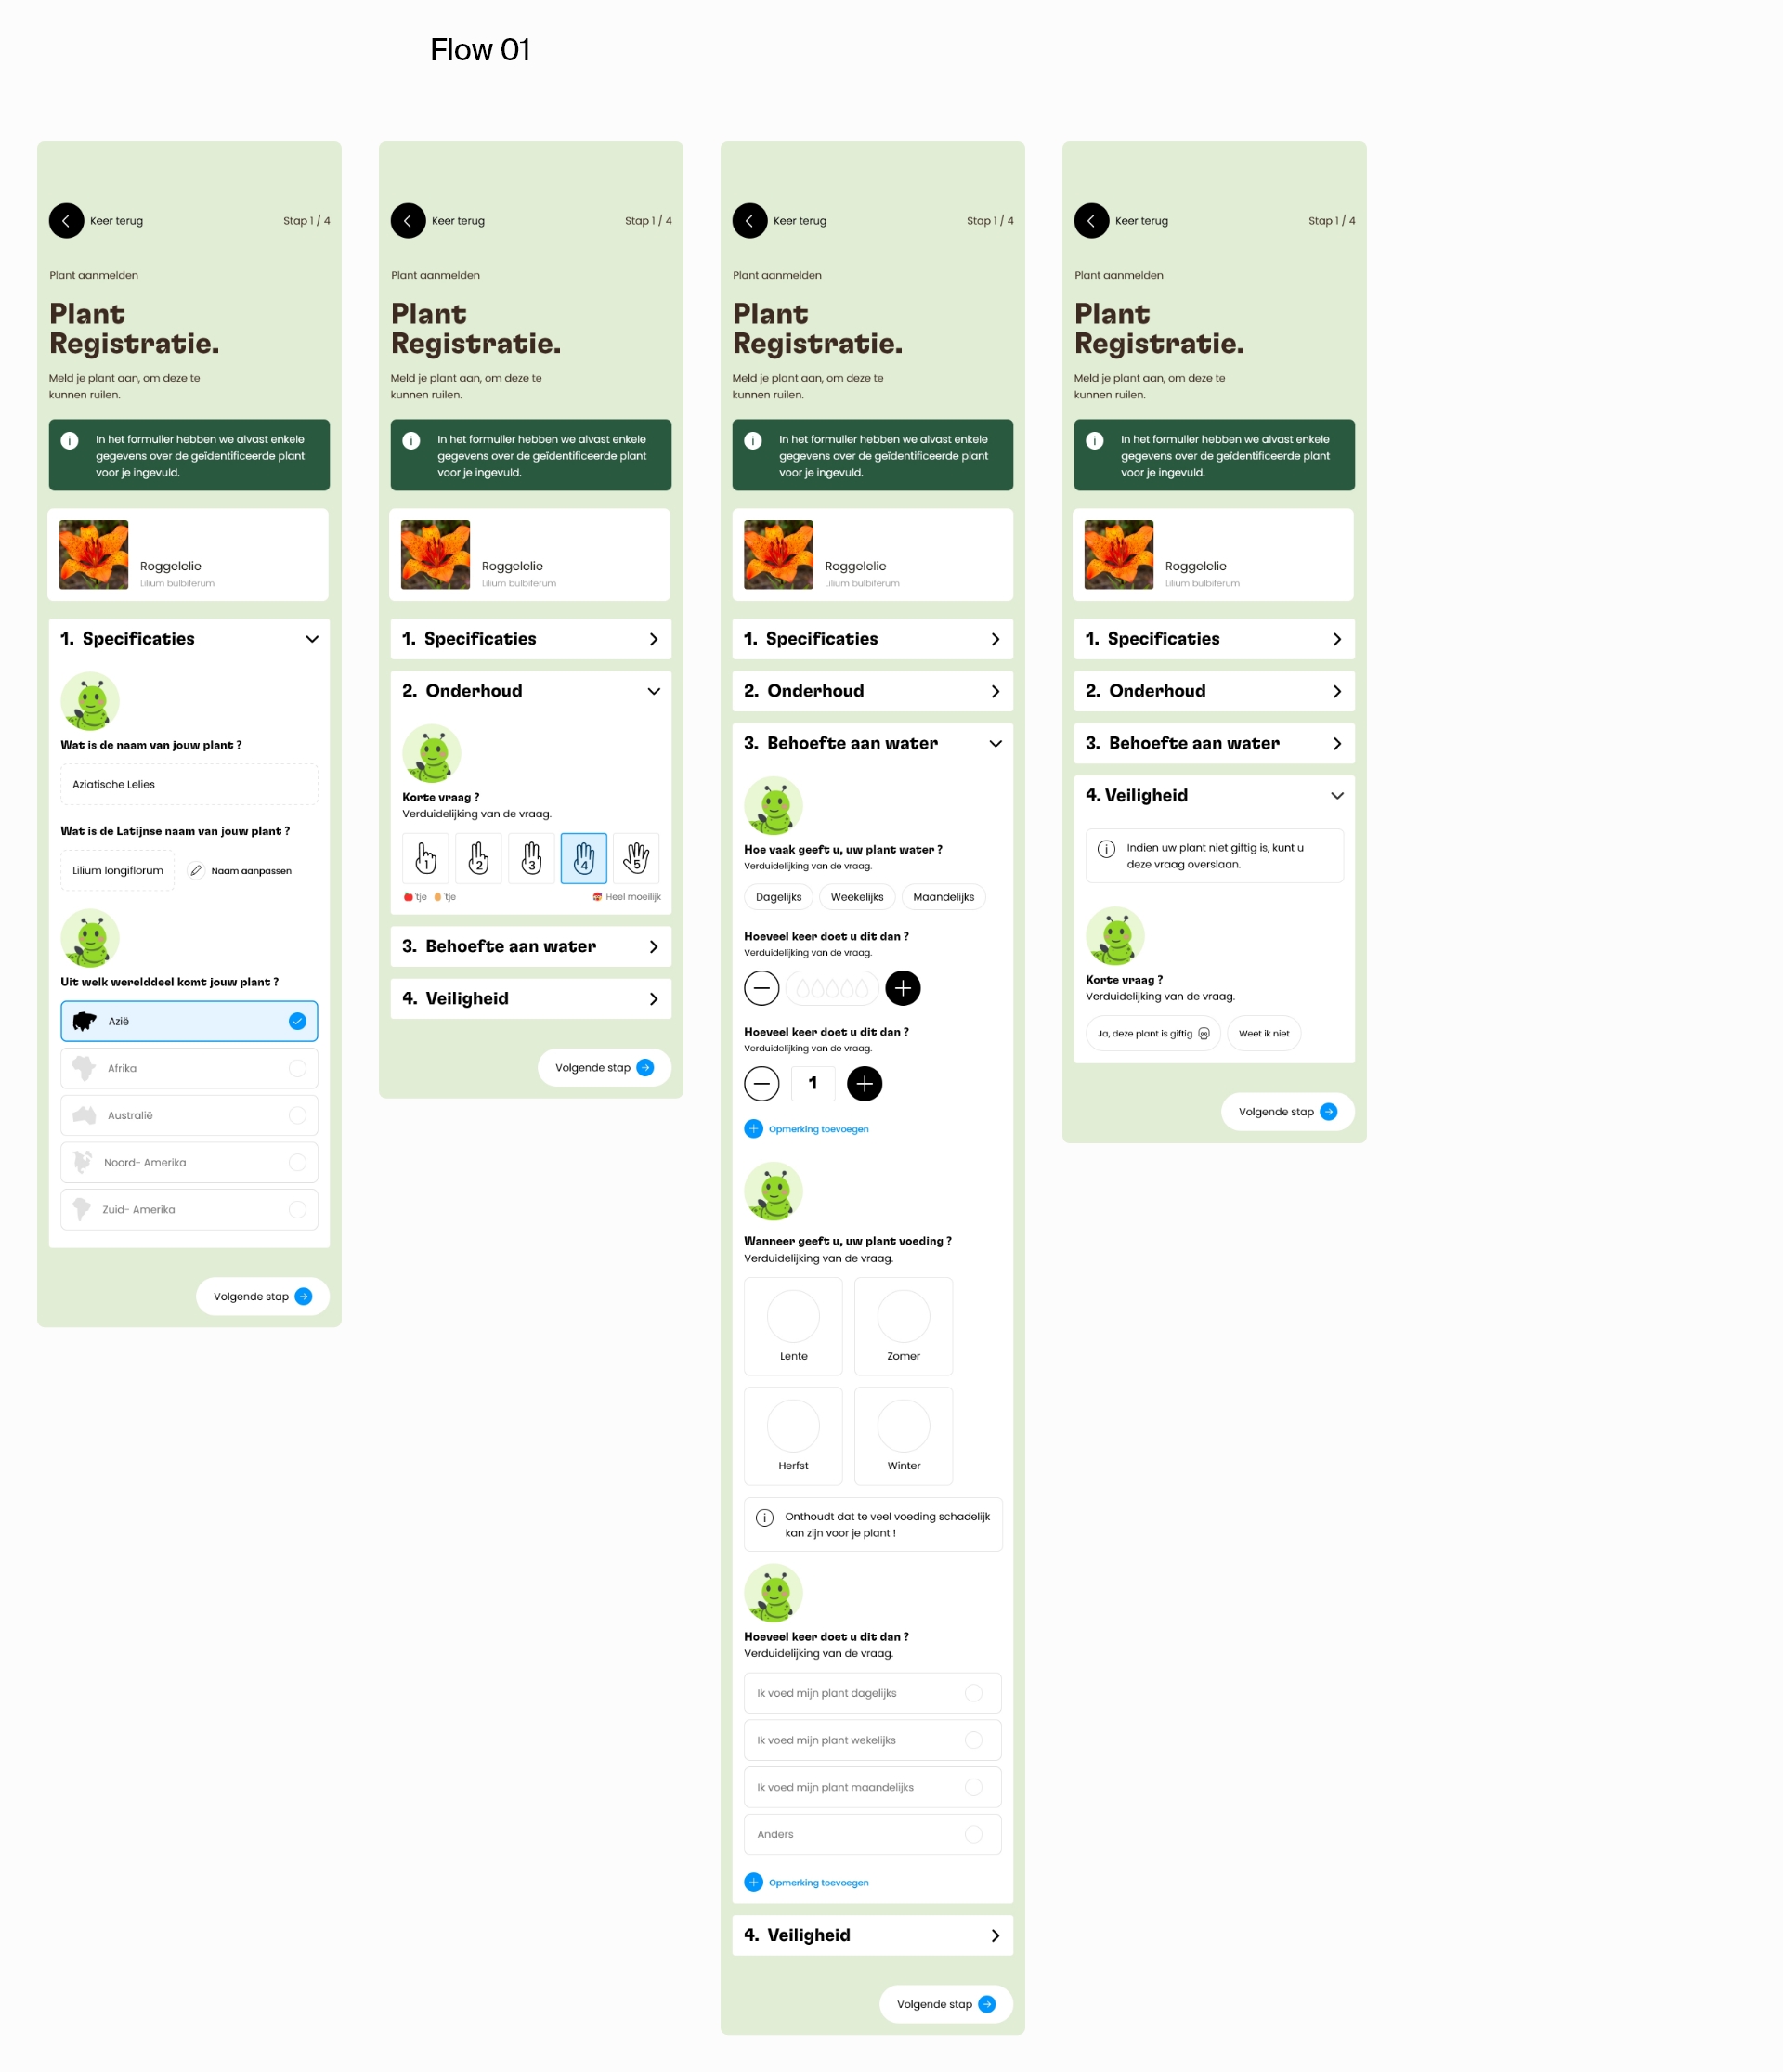 Flow 01
Keer terug
Stap 1 / 4
Plant aanmelden
Plant
Registratie.
Meld je plant aan, om deze te
kunnen ruilen.
In het formulier hebben we alvast enkele
gegevens over de geïdentificeerde plant
voor je ingevuld.
Roggelelie
Lilium bulbiferum
1. Specificaties
Wat is de naam van jouw plant ?
Aziatische Lelies
Wat is de Latijnse naam van jouw plant ?
Lilium longiflorum
Naam aanpassen
Uit welk werelddeel komt jouw plant ?
Azië
Afrika
Australië
Noord- Amerika
Zuid- Amerika
Volgende stap
Keer terug
Stap 1 / 4
Plant aanmelden
Plant
Registratie.
Meld je plant aan, om deze te
kunnen ruilen.
In het formulier hebben we alvast enkele
gegevens over de geïdentificeerde plant
voor je ingevuld.
Roggelelie
Lilium bulbiferum
1. Specificaties
2. Onderhoud
Korte vraag ?
Verduidelijking van de vraag.
1 2 3 4 5
'tje 'tje Heel moeilijk
3. Behoefte aan water
4. Veiligheid
Volgende stap
Keer terug
Stap 1 / 4
Plant aanmelden
Plant
Registratie.
Meld je plant aan, om deze te
kunnen ruilen.
In het formulier hebben we alvast enkele
gegevens over de geïdentificeerde plant
voor je ingevuld.
Roggelelie
Lilium bulbiferum
1. Specificaties
2. Onderhoud
3. Behoefte aan water
Hoe vaak geeft u, uw plant water ?
Verduidelijking van de vraag.
Dagelijks Weekelijks Maandelijks
Hoeveel keer doet u dit dan ?
Verduidelijking van de vraag.
Hoeveel keer doet u dit dan ?
Verduidelijking van de vraag.
1
Opmerking toevoegen
Wanneer geeft u, uw plant voeding ?
Verduidelijking van de vraag.
Lente Zomer
Herfst Winter
Onthoudt dat te veel voeding schadelijk
kan zijn voor je plant !
Hoeveel keer doet u dit dan ?
Verduidelijking van de vraag.
Ik voed mijn plant dagelijks
Ik voed mijn plant wekelijks
Ik voed mijn plant maandelijks
Anders
Opmerking toevoegen
4. Veiligheid
Volgende stap
Keer terug
Stap 1 / 4
Plant aanmelden
Plant
Registratie.
Meld je plant aan, om deze te
kunnen ruilen.
In het formulier hebben we alvast enkele
gegevens over de geïdentificeerde plant
voor je ingevuld.
Roggelelie
Lilium bulbiferum
1. Specificaties
2. Onderhoud
3. Behoefte aan water
4. Veiligheid
Indien uw plant niet giftig is, kunt u
deze vraag overslaan.
Korte vraag ?
Verduidelijking van de vraag.
Ja, deze plant is giftig
Weet ik niet
Volgende stap